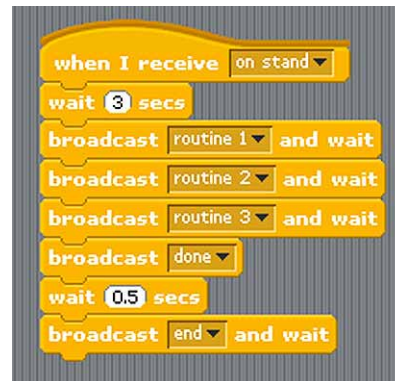 when I receive on stand
wait 3 secs
broadcast routine 1 and wait
broadcast routine 2 and wait
broadcast routine 3 and wait
broadcast done
wait 0.5 secs
broadcast end and wait